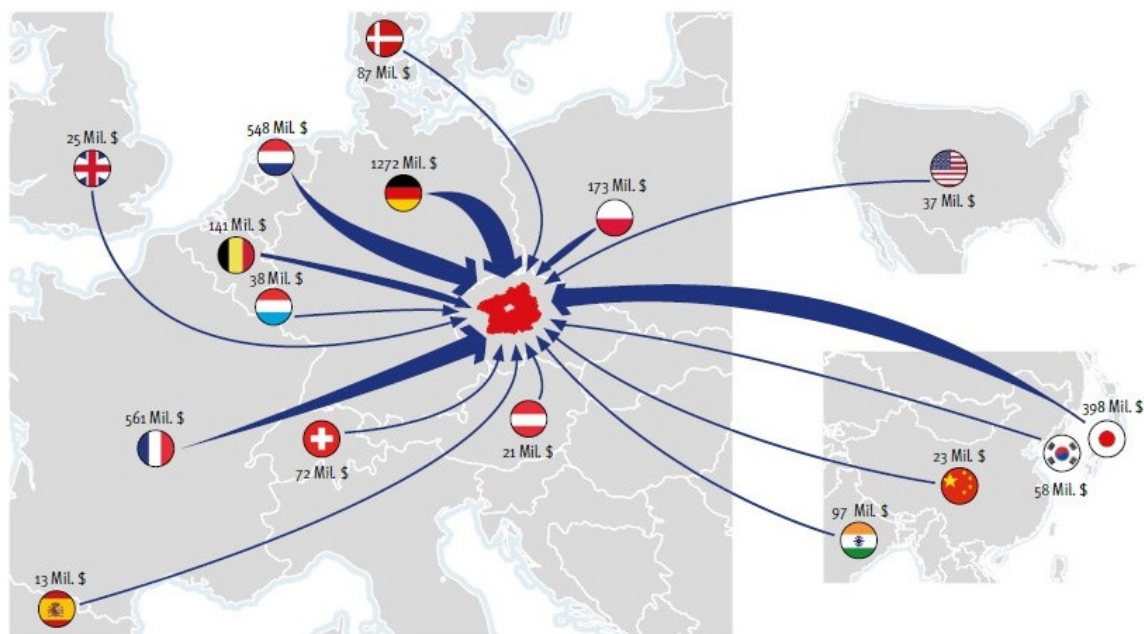 87 Mil. $
25 Mil. $
548 Mil. $
1272 Mil. $
173 Mil. $
37 Mil. $
141 Mil. $
38 Mil. $
561 Mil. $
72 Mil. $
21 Mil. $
398 Mil. $
23 Mil. $
58 Mil. $
97 Mil. $
13 Mil. $